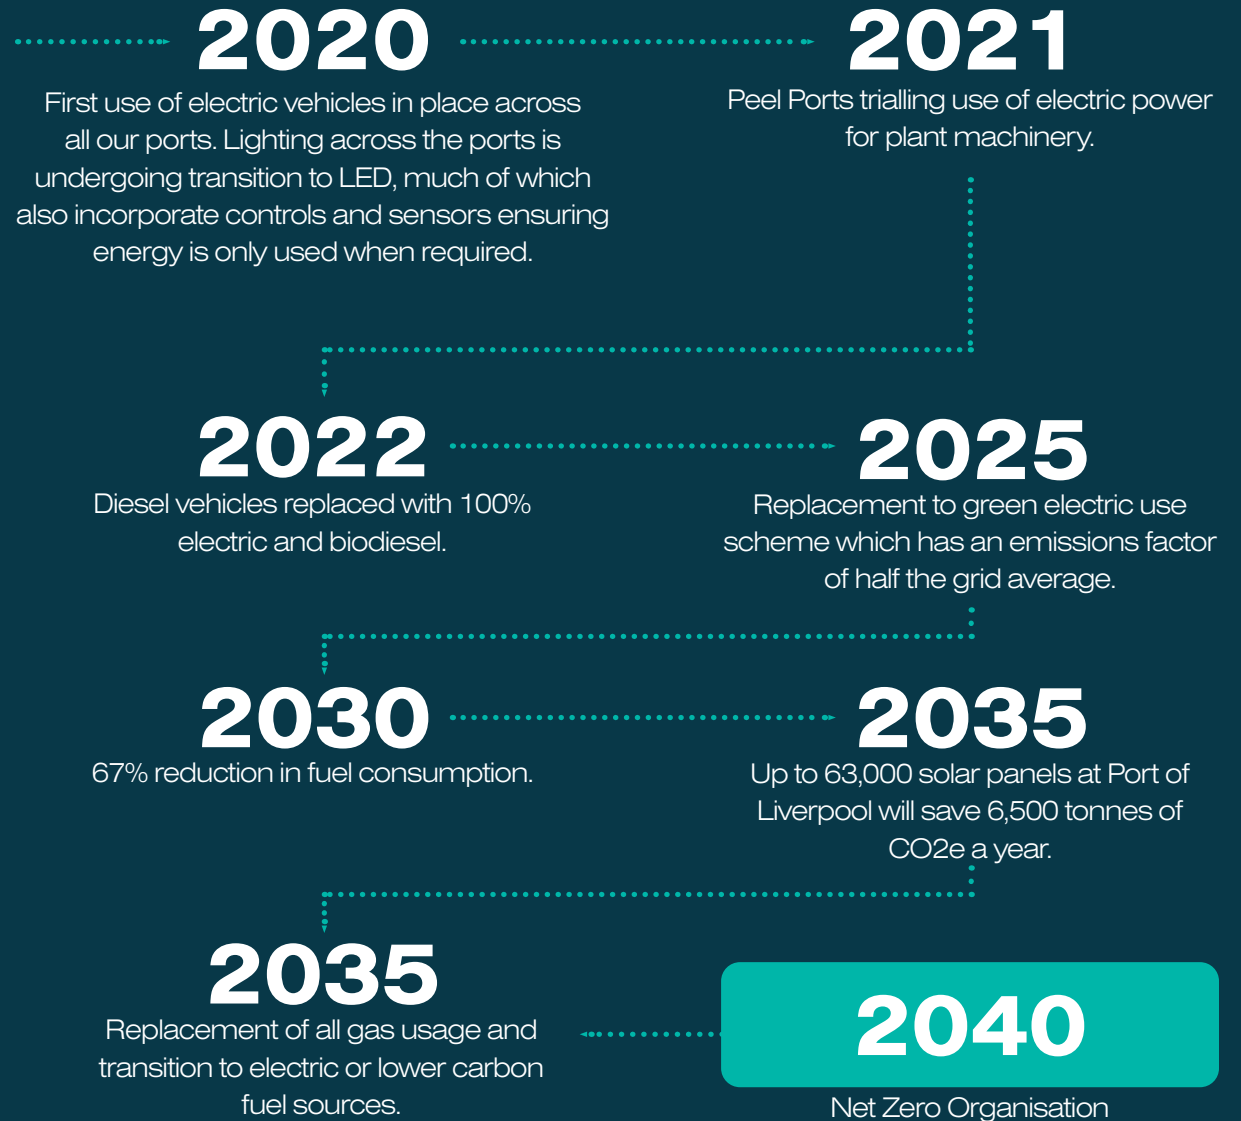 2020
First use of electric vehicles in place across
all our ports. Lighting across the ports is
undergoing transition to LED, much of which
also incorporate controls and sensors ensuring
energy is only used when required.
2021
Peel Ports trialling use of electric power
for plant machinery.
2022
Diesel vehicles replaced with 100%
electric and biodiesel.
2025
Replacement to green electric use
scheme which has an emissions factor
of half the grid average.
2030
67% reduction in fuel consumption.
2035
Up to 63,000 solar panels at Port of
Liverpool will save 6,500 tonnes of
CO2e a year.
2035
Replacement of all gas usage and
transition to electric or lower carbon
fuel sources.
2040
Net Zero Organisation